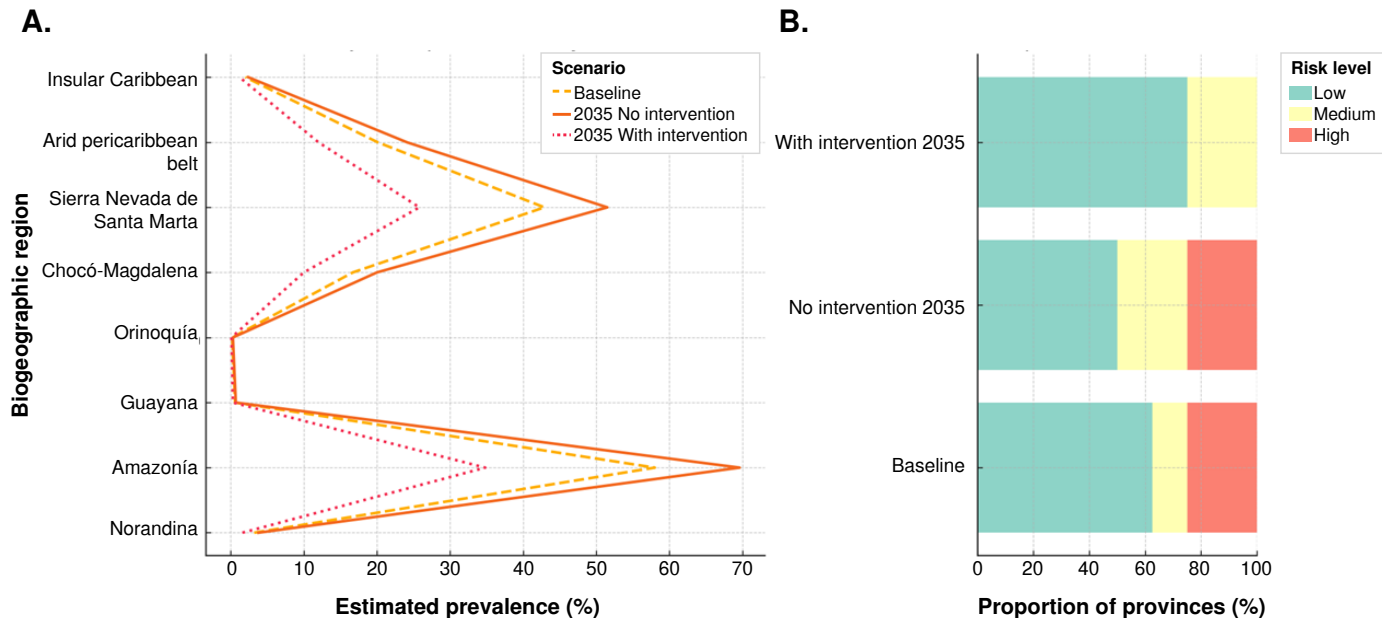 A.
Biogeographic region
Insular Caribbean
Arid pericaribbean
belt
Sierra Nevada de
Santa Marta
Chocó-Magdalena
Orinoquía
Guayana
Amazonía
Norandina
Scenario
Baseline
2035 No intervention
2035 With intervention
0 10 20 30 40 50 60 70
Estimated prevalence (%)
B.
With intervention 2035
No intervention 2035
Baseline
Risk level
Low
Medium
High
0 20 40 60 80 100
Proportion of provinces (%)